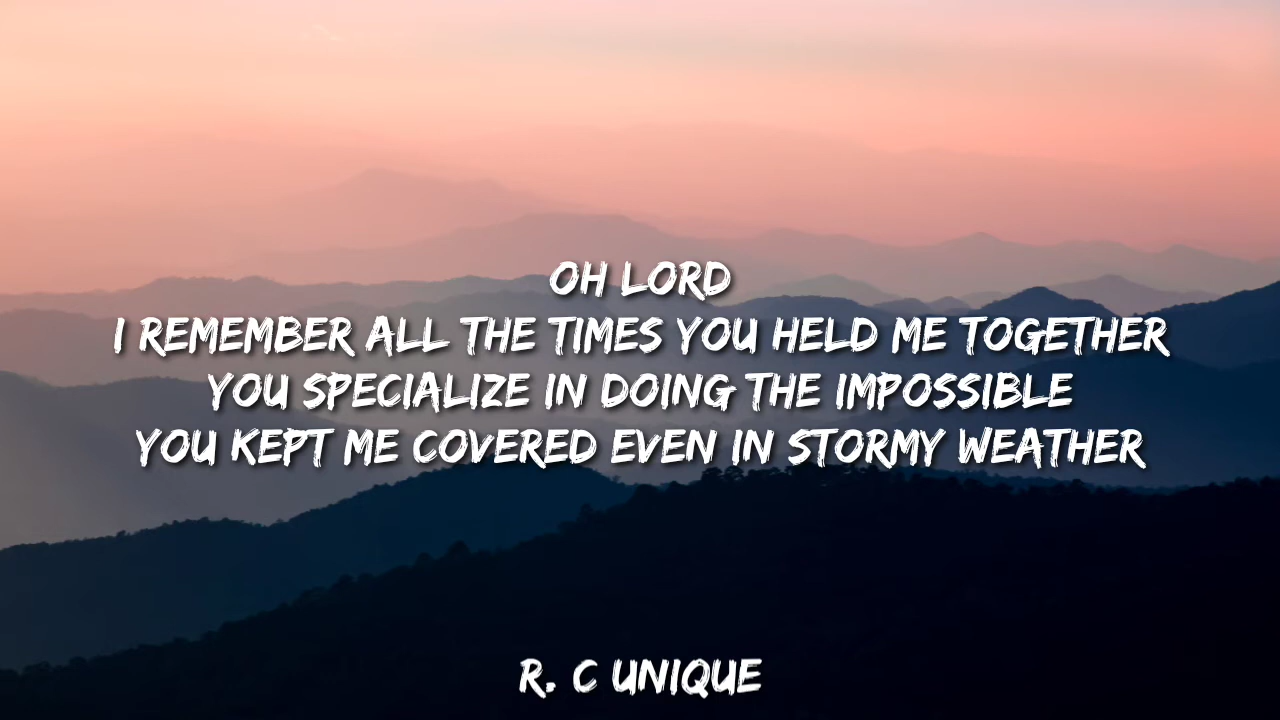 OH LORD
I REMEMBER ALL THE TIMES YOU HELD ME TOGETHER
YOU SPECIALIZE IN DOING THE IMPOSSIBLE
YOU KEPT ME COVERED EVEN IN STORMY WEATHER
R. C UNIQUE